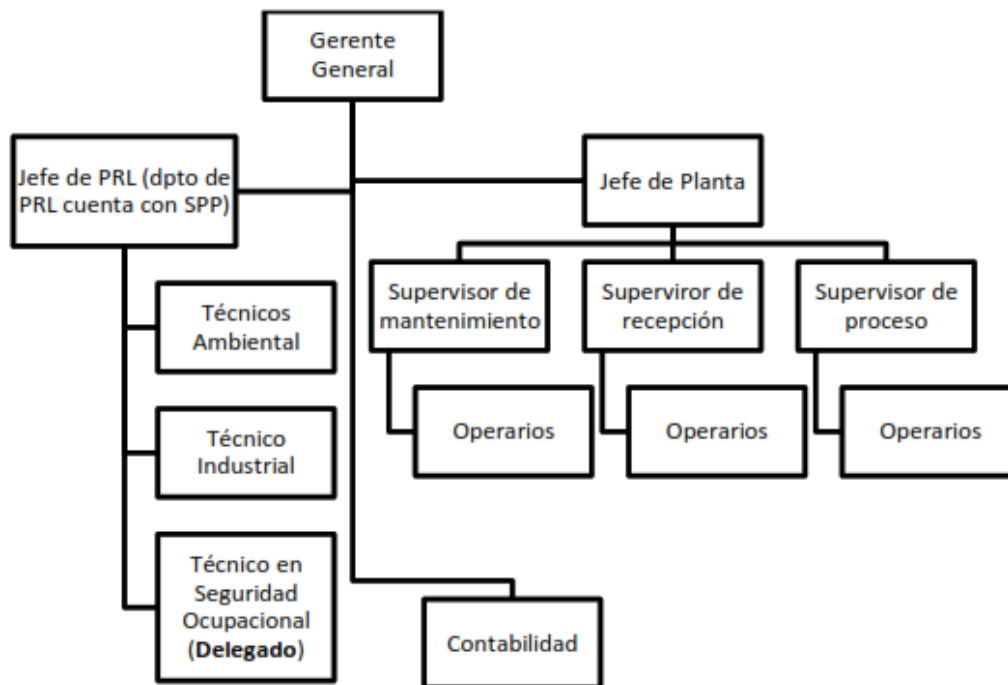 Gerente
General
Jefe de PRL (dpto de
PRL cuenta con SPP)
Jefe de Planta
Técnicos
Ambiental
Técnico
Industrial
Técnico en
Seguridad
Ocupacional
(Delegado)
Supervisor de
mantenimiento
Superviror de
recepción
Supervisor de
proceso
Operarios
Operarios
Operarios
Contabilidad